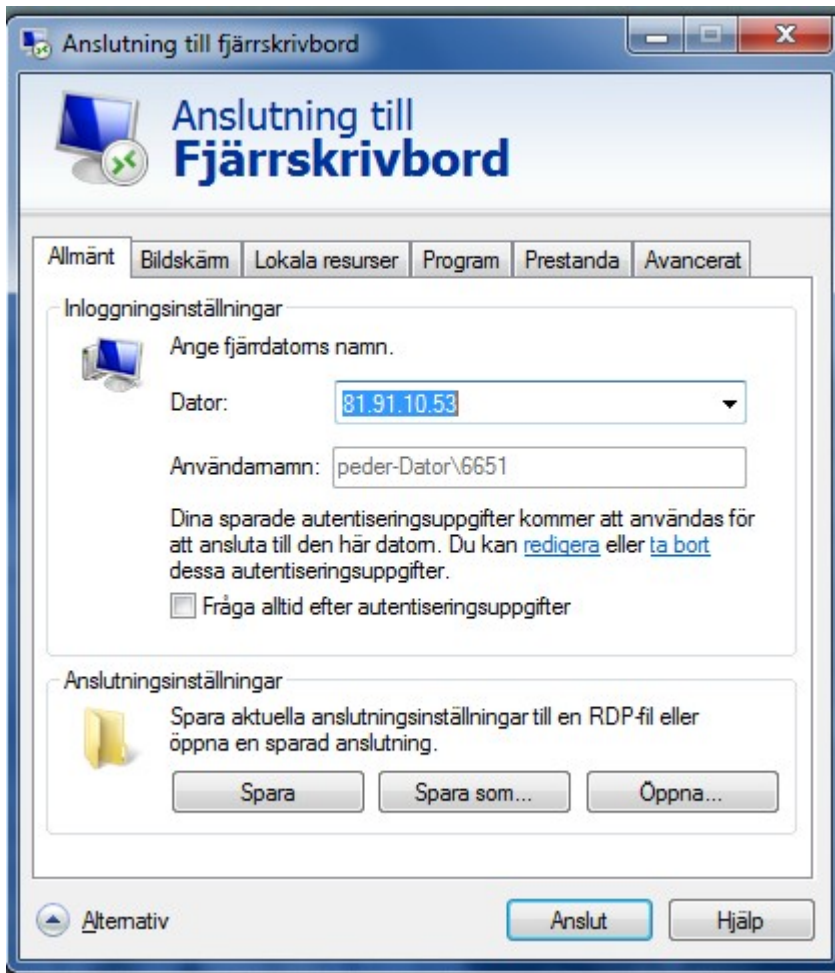 Anslutning till fjärrskrivbord
Anslutning till
Fjärrskrivbord
Allmänt Bildskärm Lokala resurser Program Prestanda Avancerat
Inloggningsinställningar
Ange fjärrdatorns namn.
Dator: 81.91.10.53
Användarnamn: peder-Dator\6651
Dina sparade autentiseringsuppgifter kommer att användas för
att ansluta till den här datorn. Du kan redigera eller ta bort
dessa autentiseringsuppgifter.
Fråga alltid efter autentiseringsuppgifter
Anslutningsinställningar
Spara aktuella anslutningsinställningar till en RDP-fil eller
öppna en sparad anslutning.
Spara Spara som... Öppna...
Alternativ Anslut Hjälp